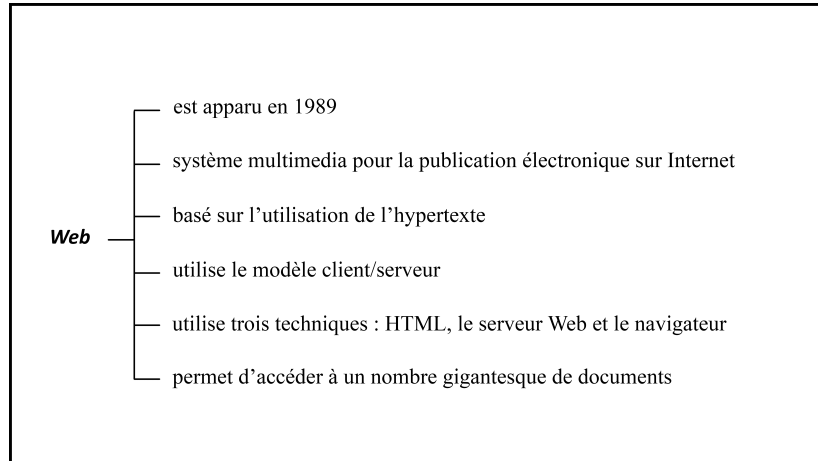 est apparu en 1989
système multimedia pour la publication électronique sur Internet
basé sur l’utilisation de l’hypertexte
Web
utilise le modèle client/serveur
utilise trois techniques : HTML, le serveur Web et le navigateur
permet d’accéder à un nombre gigantesque de documents